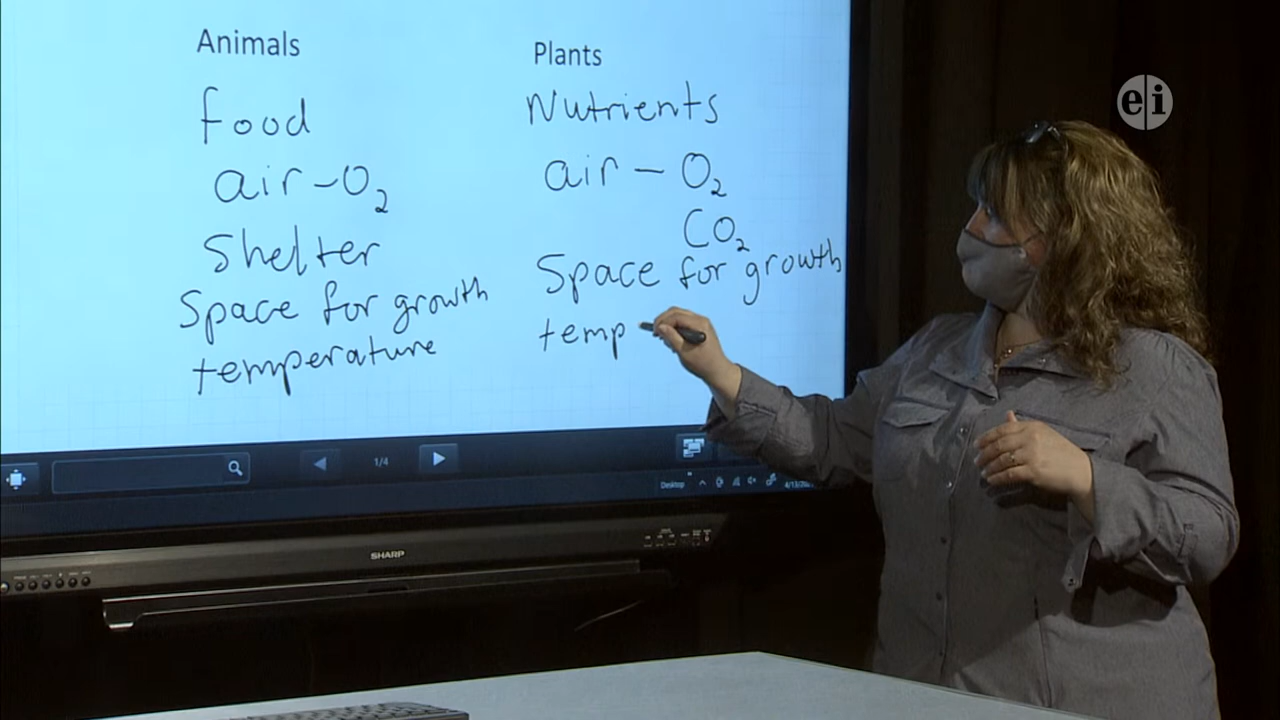 Animals
food
air-O2
Shelter
Space for growth
temperature
Plants
Nutrients
air - O2
CO2
Space for growth
temp
1/4
Desktop
SHARP
ei